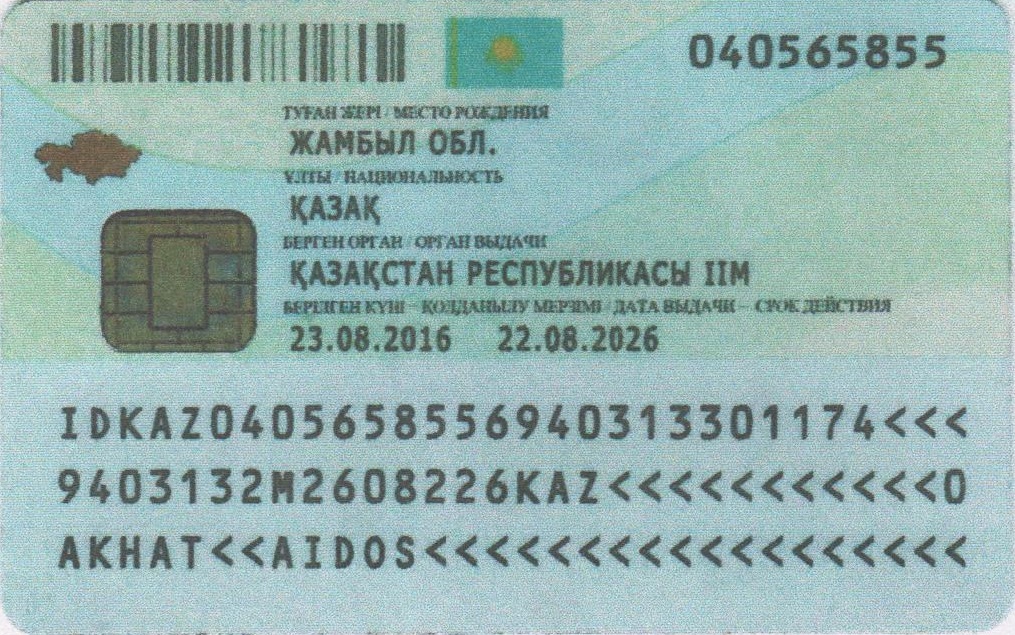 040565855
ТУҒАН ЖЕРІ / МЕСТО РОЖДЕНИЯ
ЖАМБЫЛ ОБЛ.
ҰЛТЫ / НАЦИОНАЛЬНОСТЬ
ҚАЗАҚ
БЕРГЕН ОРГАН / ОРГАН ВЫДАЧИ
ҚАЗАҚСТАН РЕСПУБЛИКАСЫ ІІМ
БЕРІЛГЕН КҮНІ – ҚОЛДАНЫЛУ МЕРЗІМІ / ДАТА ВЫДАЧИ – СРОК ДЕЙСТВИЯ
23.08.2016 22.08.2026
IDKAZ0405658556940313301174<<<
9403132M2608226KAZ<<<<<<<<<<<0
AKHAT<<AIDOS<<<<<<<<<<<<<<<<<<